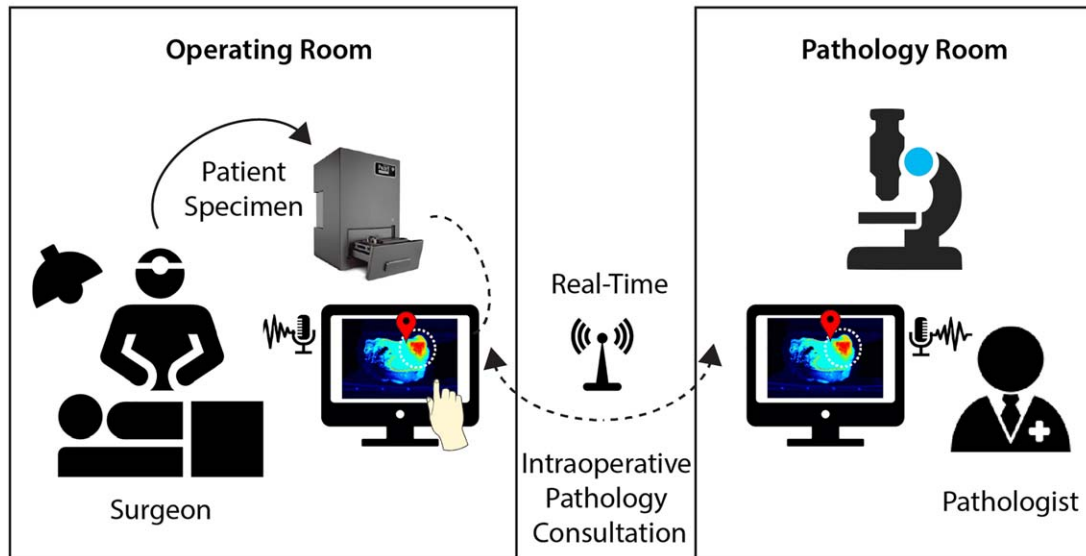 Operating Room
Patient
Specimen
Surgeon
Real-Time
Intraoperative
Pathology
Consultation
Pathology Room
Pathologist